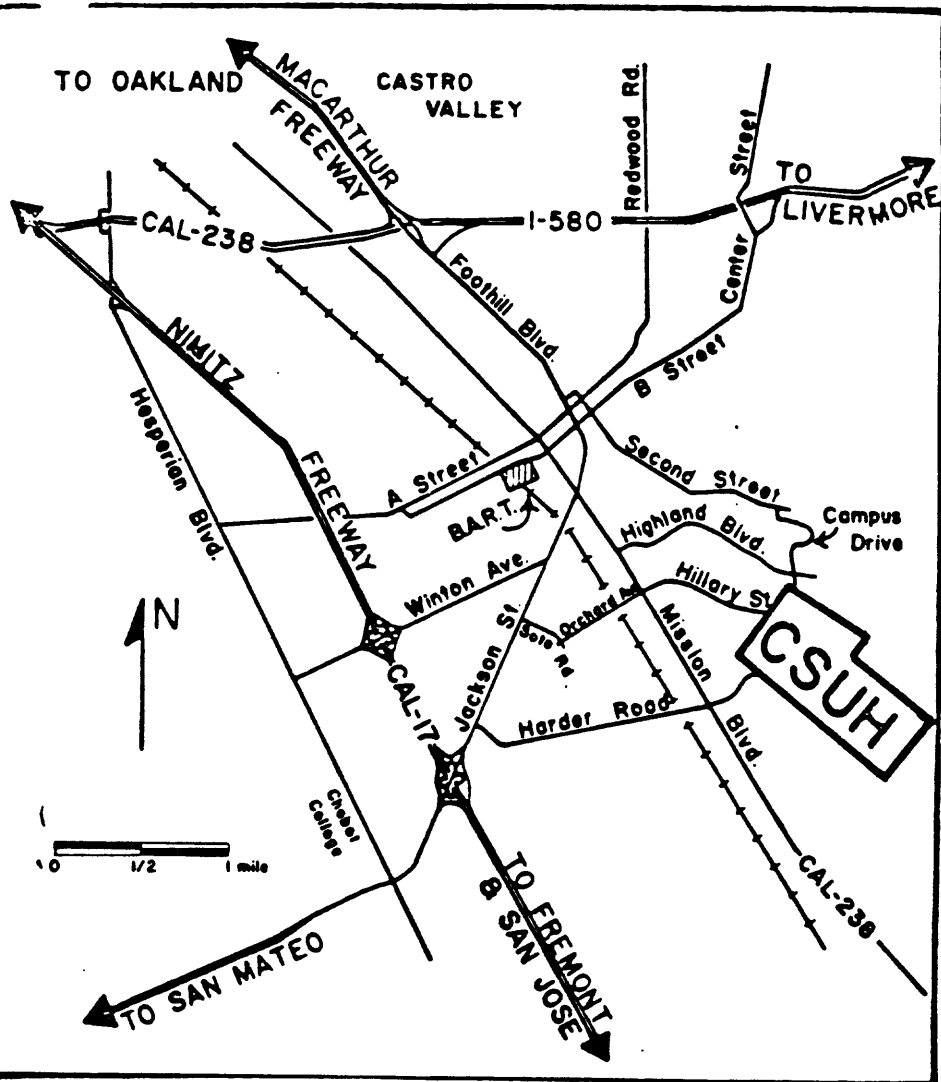 TO OAKLAND
MACARTHUR
FREEWAY
CASTRO
VALLEY
Redwood Rd.
Center Street
TO
LIVERMORE
CAL-238
I-580
Foothill Blvd.
NIMITZ
FREEWAY
Hesperian Blvd.
B Street
A Street
Second Street
B.A.R.T.
Highland Blvd.
Campus
Drive
Winton Ave.
Hillary St.
Orchard Av.
Soto Rd
N
Mission
Blvd.
CSUH
CAL-17
Jackson St.
Harder Road
Chabot
College
0 1/2 1 mile
CAL-238
TO SAN MATEO
TO FREMONT
& SAN JOSE